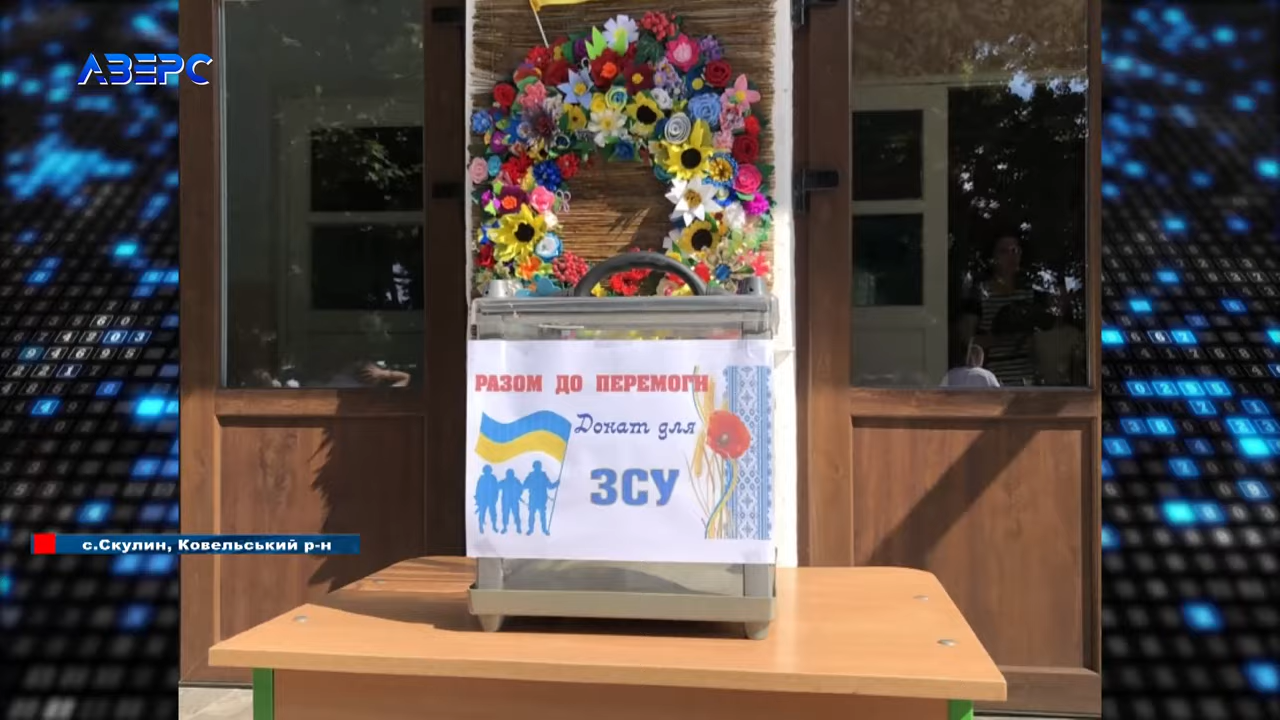 АВЕРС
РАЗОМ ДО ПЕРЕМОГИ
Донат для
ЗСУ
с.Скулин, Ковельський р-н